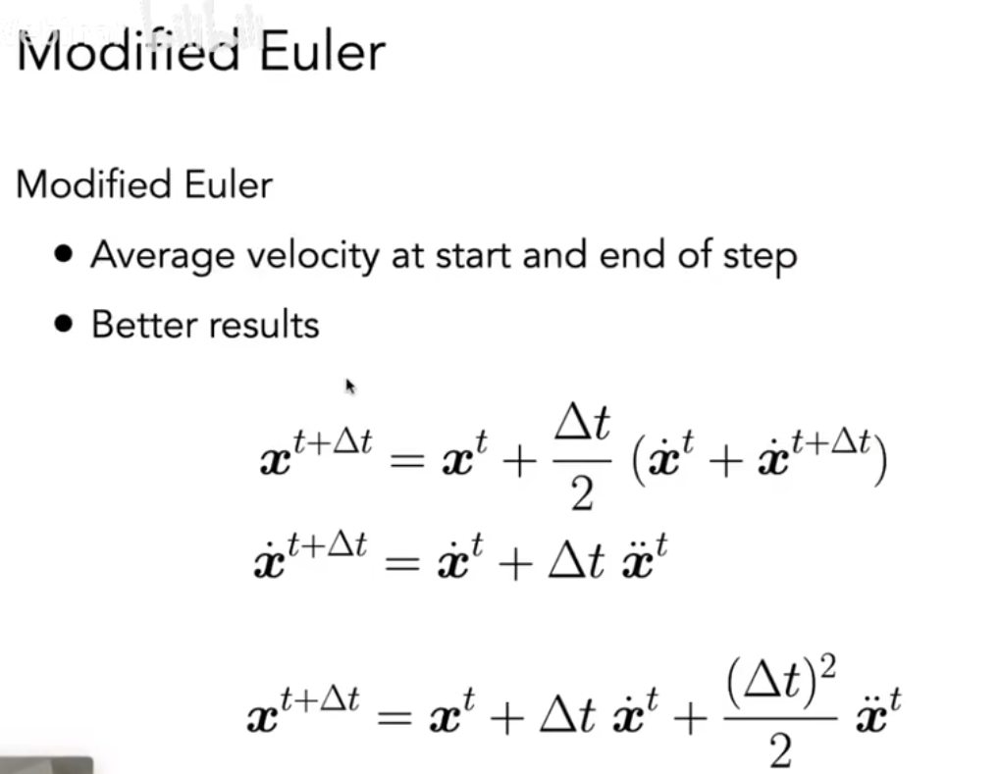 Modified Euler
Modified Euler
• Average velocity at start and end of step
• Better results
$\boldsymbol{x}^{t+\Delta t} = \boldsymbol{x}^{t} + \frac{\Delta t}{2} (\dot{\boldsymbol{x}}^{t} + \dot{\boldsymbol{x}}^{t+\Delta t})$
$\dot{\boldsymbol{x}}^{t+\Delta t} = \dot{\boldsymbol{x}}^{t} + \Delta t \, \ddot{\boldsymbol{x}}^{t}$
$\boldsymbol{x}^{t+\Delta t} = \boldsymbol{x}^{t} + \Delta t \, \dot{\boldsymbol{x}}^{t} + \frac{(\Delta t)^2}{2} \, \ddot{\boldsymbol{x}}^{t}$